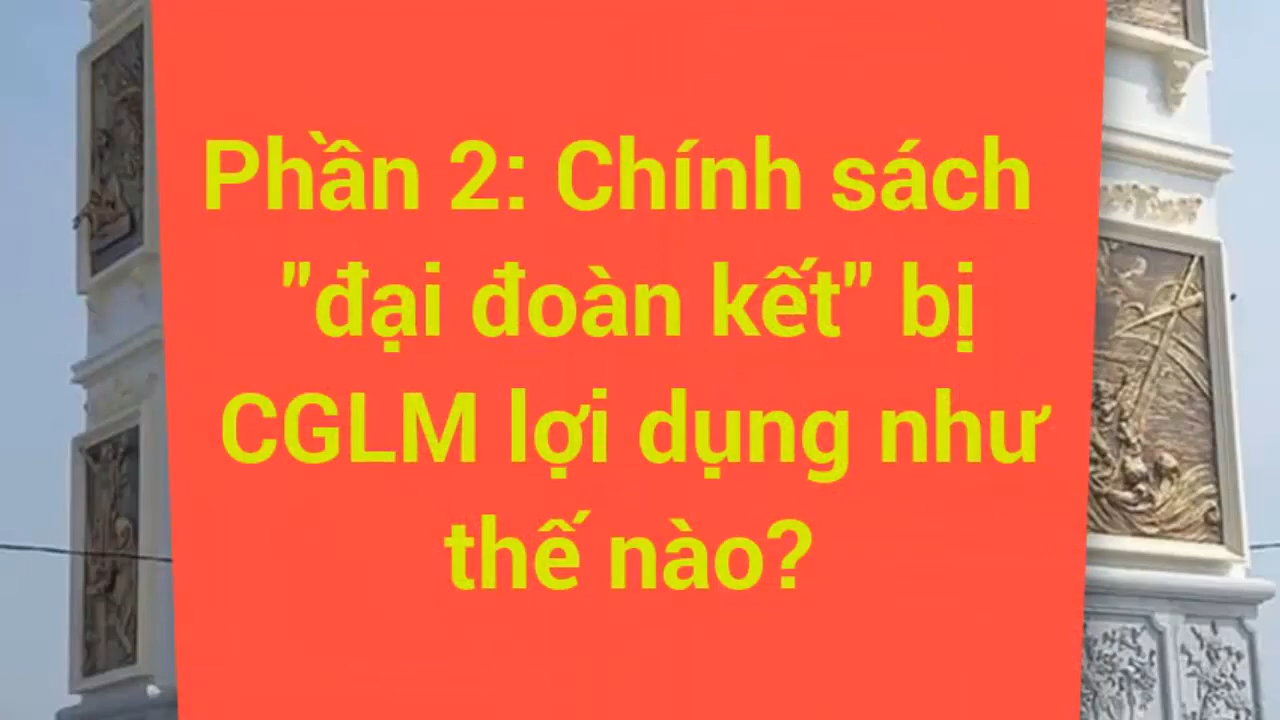 Phần 2: Chính sách
"đại đoàn kết" bị
CGLM lợi dụng như
thế nào?